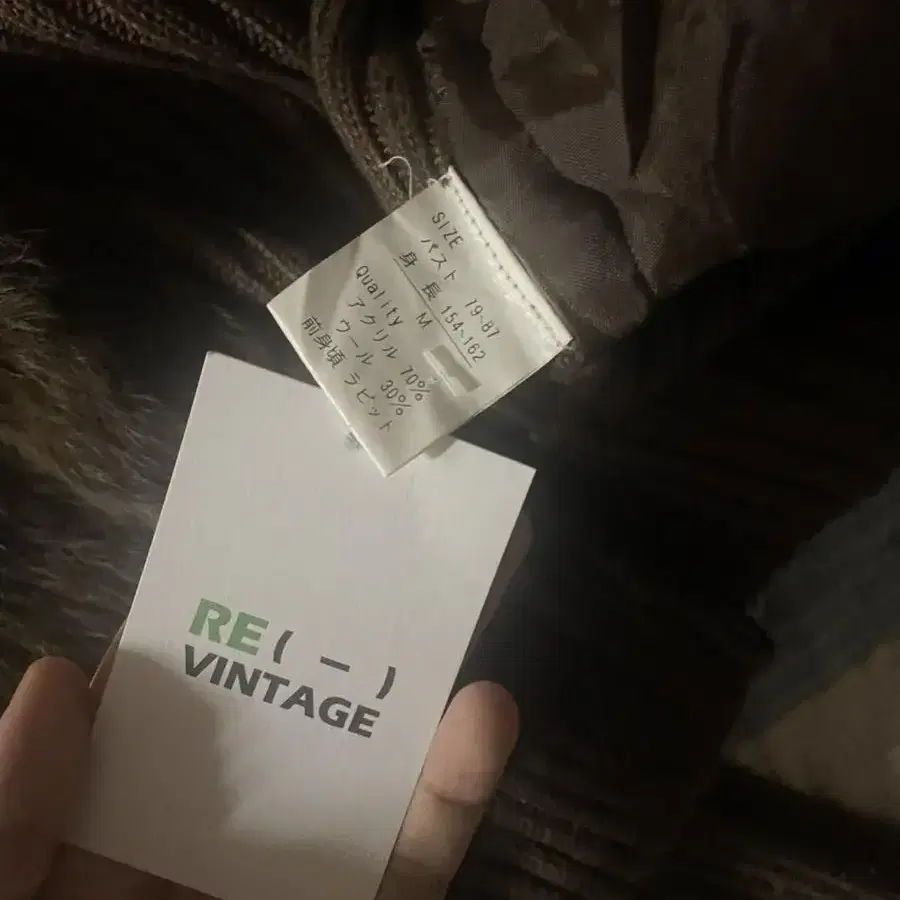 SIZE
バスト 79~87
身 長 154~162
M
Quality
アクリル 70%
ウール 30%
前身頃 ラビット
RE( — )
VINTAGE